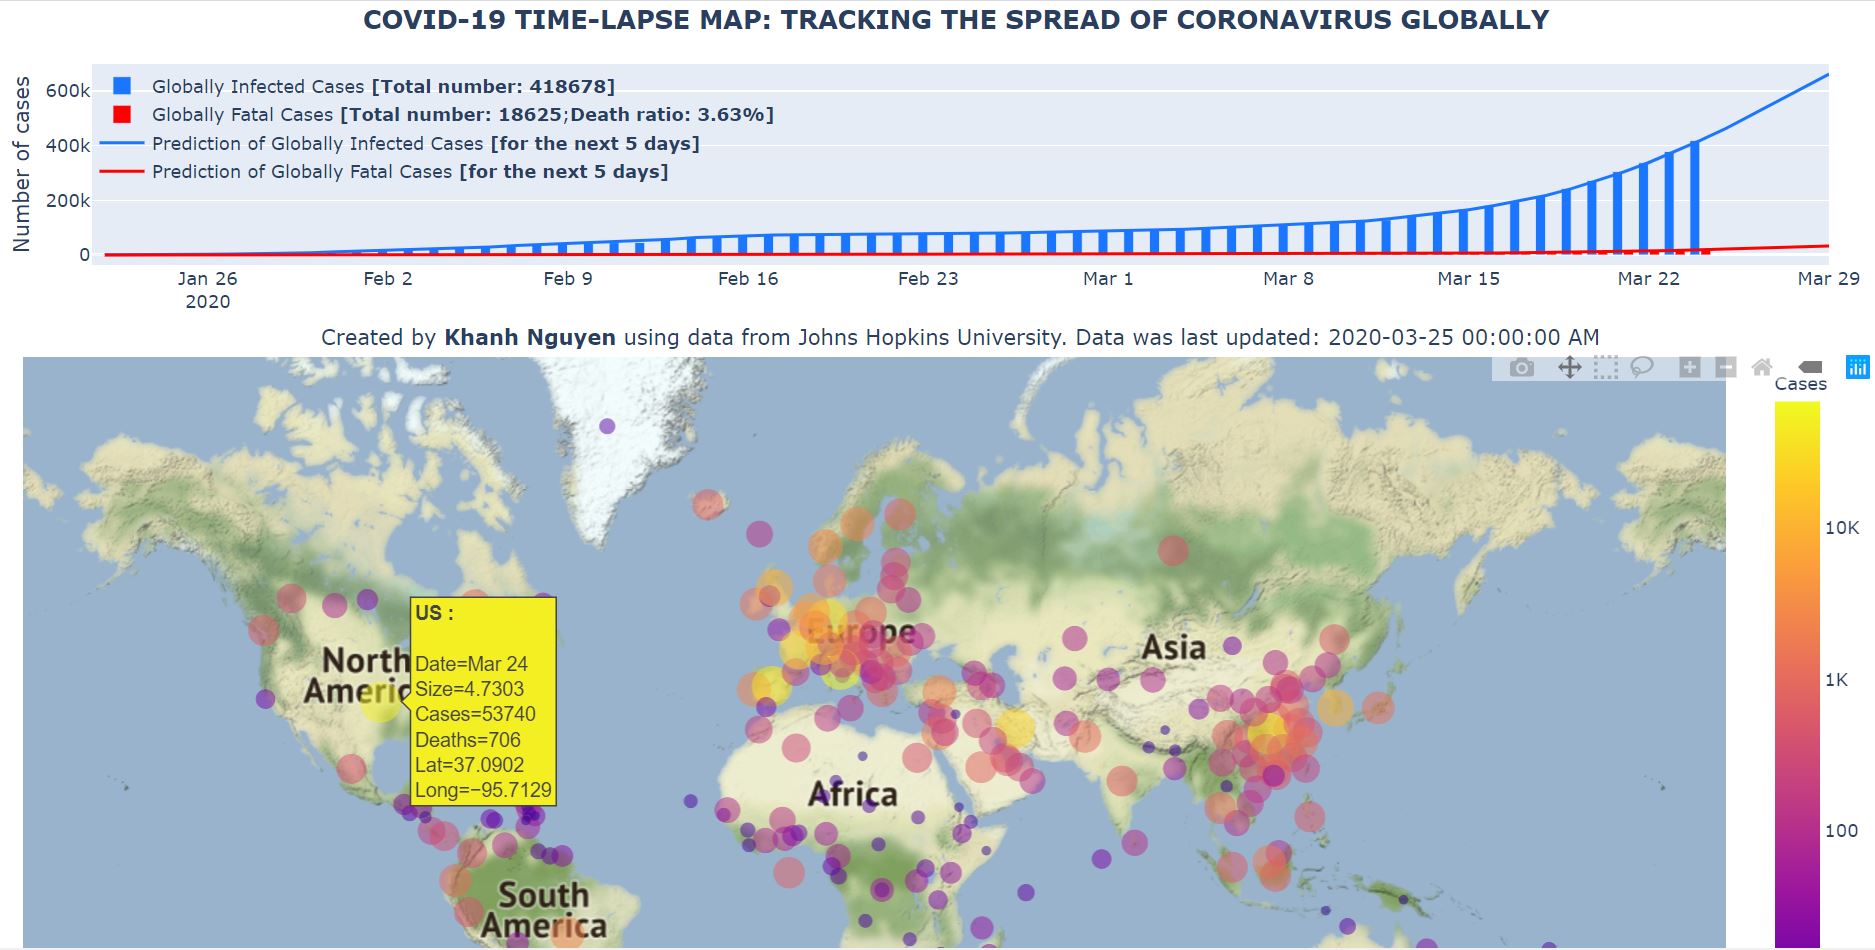 COVID-19 TIME-LAPSE MAP: TRACKING THE SPREAD OF CORONAVIRUS GLOBALLY
Number of cases
600k
400k
200k
0
Globally Infected Cases [Total number: 418678]
Globally Fatal Cases [Total number: 18625;Death ratio: 3.63%]
Prediction of Globally Infected Cases [for the next 5 days]
Prediction of Globally Fatal Cases [for the next 5 days]
Jan 26 Feb 2 Feb 9 Feb 16 Feb 23 Mar 1 Mar 8 Mar 15 Mar 22 Mar 29
2020
Created by Khanh Nguyen using data from Johns Hopkins University. Data was last updated: 2020-03-25 00:00:00 AM
Cases
10K
1K
100
US :
Date=Mar 24
Size=4.7303
Cases=53740
Deaths=706
Lat=37.0902
Long=−95.7129
North
Americ
Europe
Asia
Africa
South
America